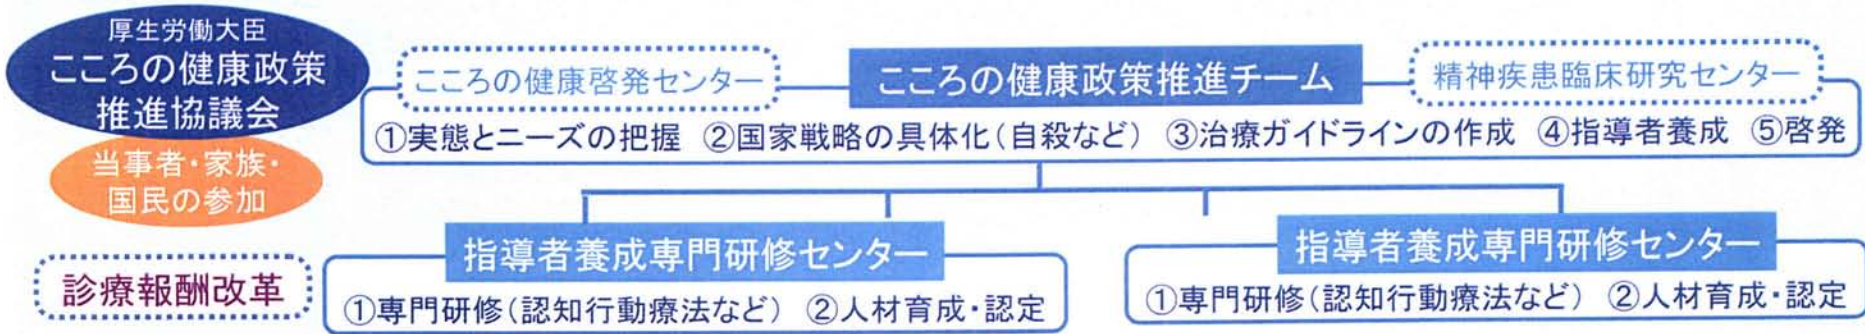 厚生労働大臣
こころの健康政策
推進協議会
当事者・家族・
国民の参加
診療報酬改革
こころの健康啓発センター
こころの健康政策推進チーム
精神疾患臨床研究センター
①実態とニーズの把握 ②国家戦略の具体化(自殺など) ③治療ガイドラインの作成 ④指導者養成 ⑤啓発
指導者養成専門研修センター
①専門研修(認知行動療法など) ②人材育成・認定
指導者養成専門研修センター
①専門研修(認知行動療法など) ②人材育成・認定